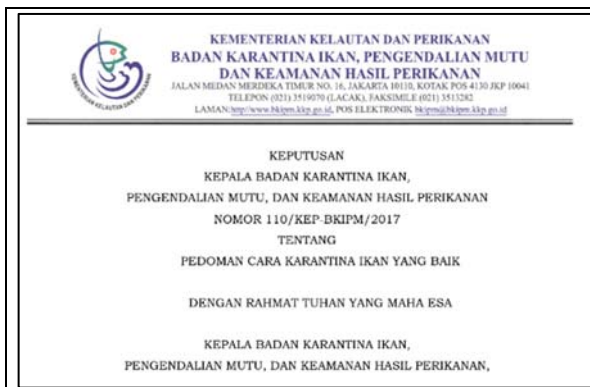 KEMENTERIAN KELAUTAN DAN PERIKANAN
BADAN KARANTINA IKAN, PENGENDALIAN MUTU
DAN KEAMANAN HASIL PERIKANAN
JALAN MEDAN MERDEKA TIMUR NO. 16, JAKARTA 10110, KOTAK POS 4130 JKP 10041
TELEPON (021) 3519070 (LACAK), FAKSIMILE (021) 3513282
LAMAN:http//www.bkipm.kkp.go.id, POS ELEKTRONIK bkipm@bkipm.kkp.go.id
KEMENTERIAN KELAUTAN DAN PERIKANAN
KEPUTUSAN
KEPALA BADAN KARANTINA IKAN,
PENGENDALIAN MUTU, DAN KEAMANAN HASIL PERIKANAN
NOMOR 110/KEP-BKIPM/2017
TENTANG
PEDOMAN CARA KARANTINA IKAN YANG BAIK
DENGAN RAHMAT TUHAN YANG MAHA ESA
KEPALA BADAN KARANTINA IKAN,
PENGENDALIAN MUTU, DAN KEAMANAN HASIL PERIKANAN,